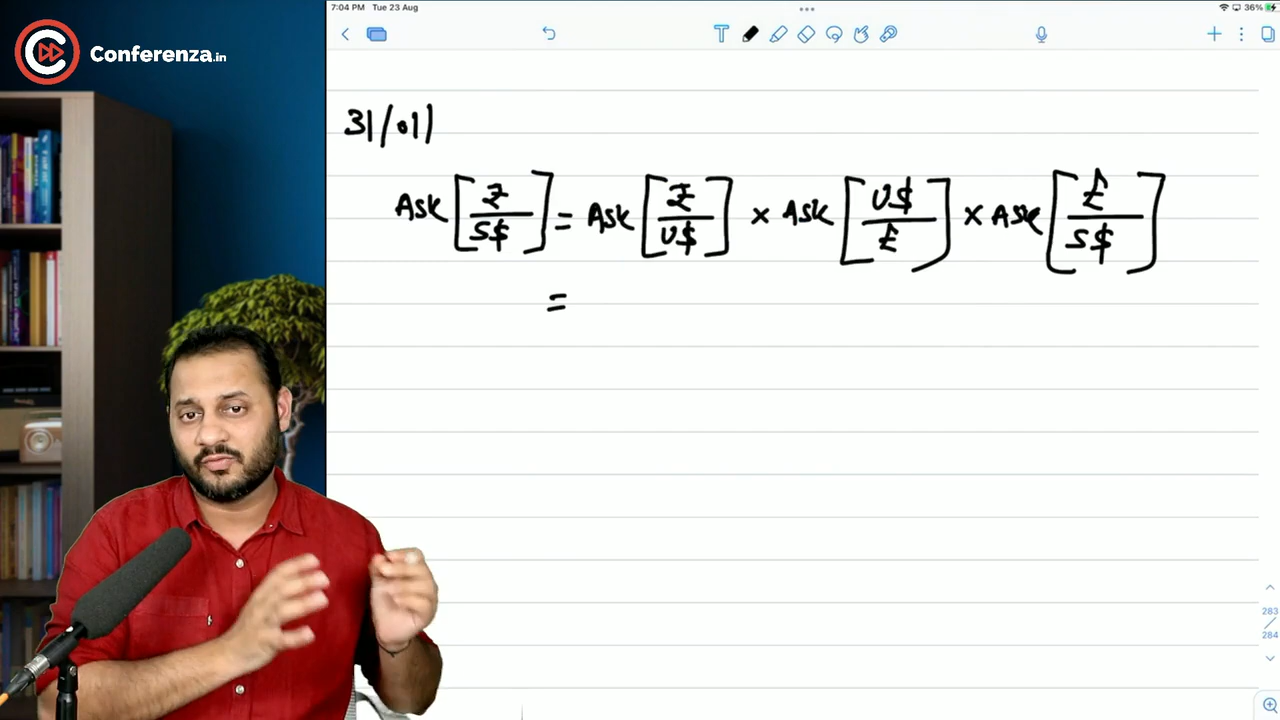 7:04 PM Tue 23 Aug
36%
Conferenza.in
T
31/01/
Ask [₹/S$] = Ask [₹/U$] × Ask [U$/£] × Ask [£/S$]
=
283
284